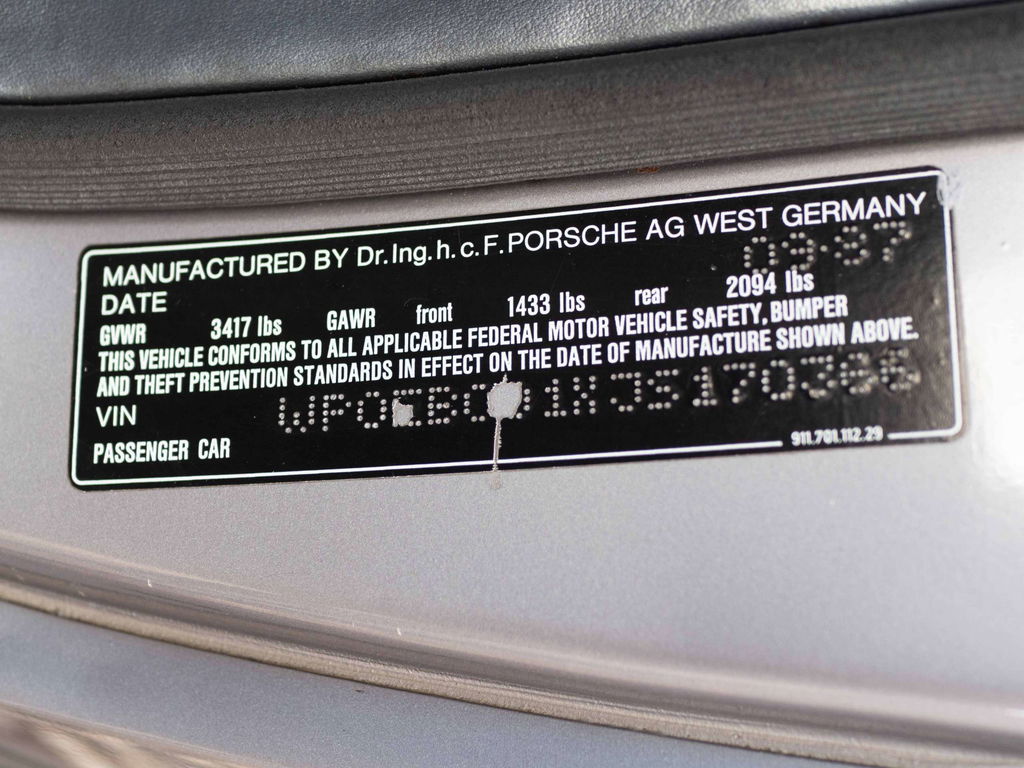 MANUFACTURED BY Dr.Ing.h.c.F.PORSCHE AG WEST GERMANY
DATE 09-87
GVWR 3417 lbs GAWR front 1433 lbs rear 2094 lbs
THIS VEHICLE CONFORMS TO ALL APPLICABLE FEDERAL MOTOR VEHICLE SAFETY, BUMPER
AND THEFT PREVENTION STANDARDS IN EFFECT ON THE DATE OF MANUFACTURE SHOWN ABOVE.
VIN
PASSENGER CAR 911.701.112.29